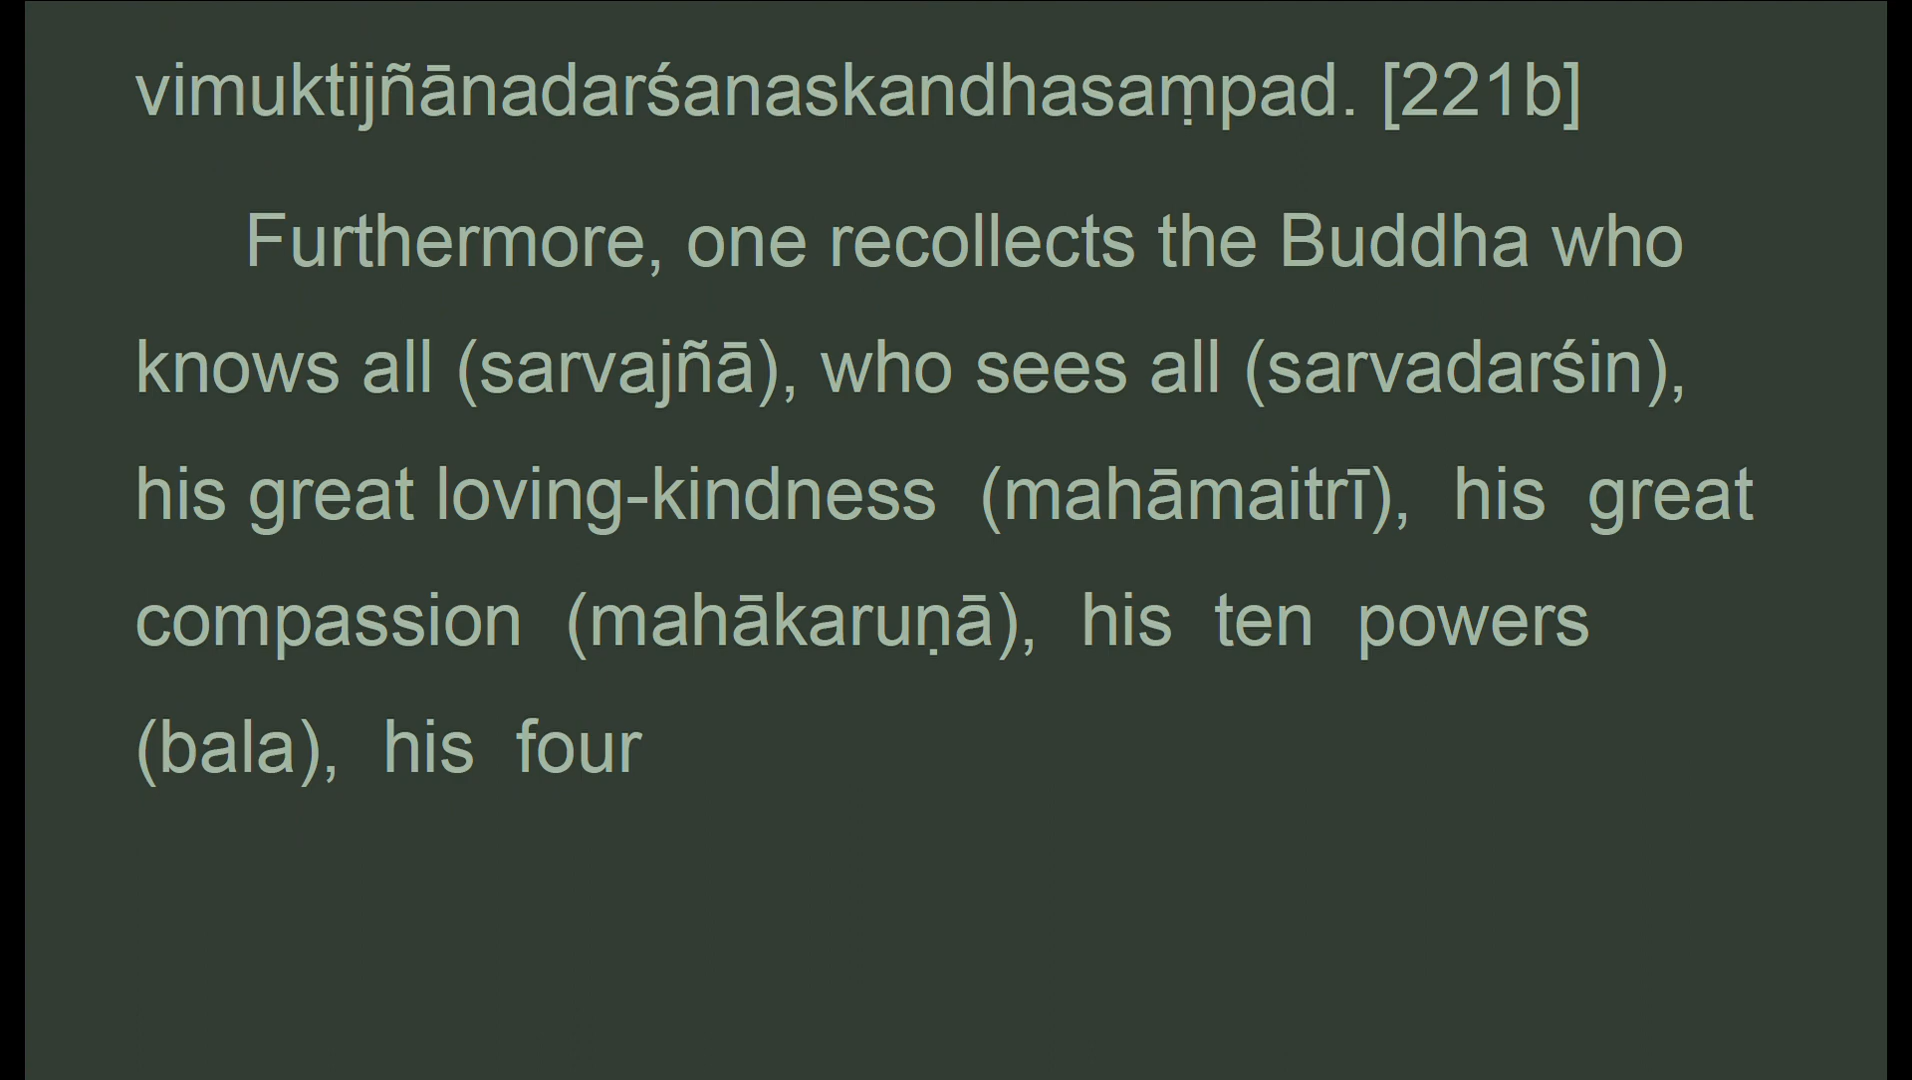 vimuktijñānadarśanaskandhasaṃpad. [221b]
Furthermore, one recollects the Buddha who
knows all (sarvajñā), who sees all (sarvadarśin),
his great loving-kindness (mahāmaitrī), his great
compassion (mahākaruṇā), his ten powers
(bala), his four